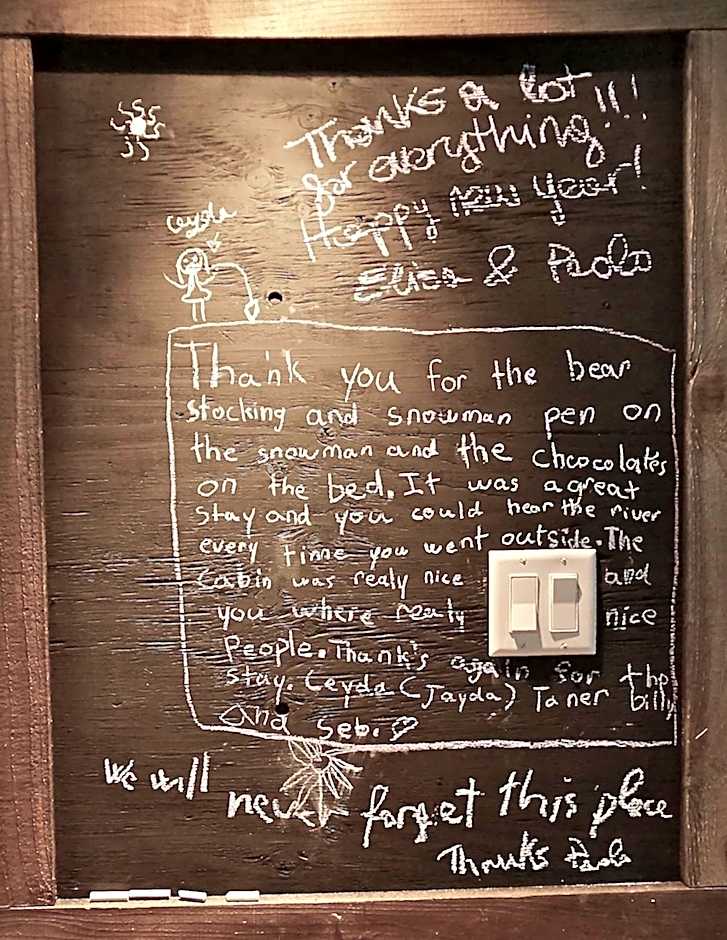 Thanks a lot!!!
for everything!
Happy new year!
Elisa & Paolo
Ceyda
Thank you for the bear
stocking and snowman pen on
the snowman and the chcocolates
on the bed. It was a great
stay and you could hear the river
every time you went outside. The
cabin was realy nice and
you where realy nice
People. Thank's again for the
stay. Ceyda (Jayda) Taner billy
And seb.
we will never forget this place
Thanks Paolo